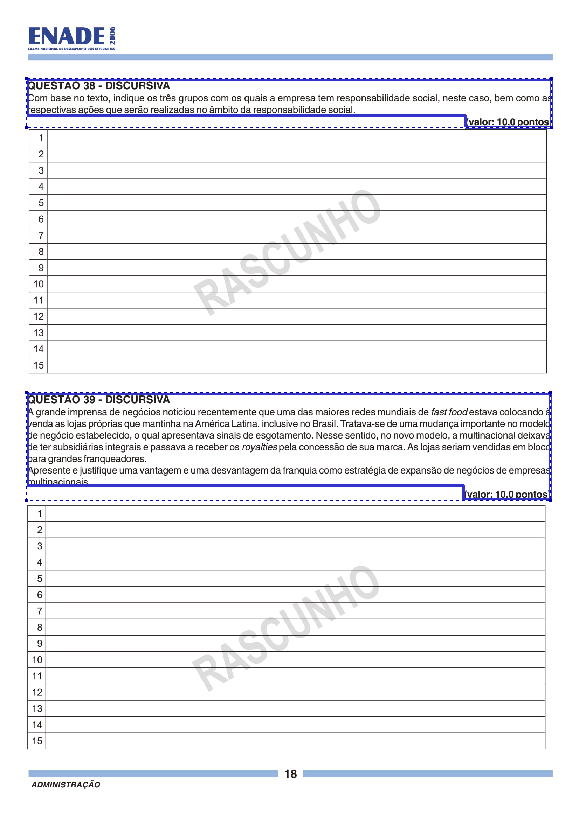 ENADE 2006
QUESTÃO 38 - DISCURSIVA
Com base no texto, indique os três grupos com os quais a empresa tem responsabilidade social, neste caso, bem como as
respectivas ações que serão realizadas no âmbito da responsabilidade social.
(valor: 10,0 pontos)
1
2
3
4
5
6
7
8
9
10
11
12
13
14
15
RASCUNHO
QUESTÃO 39 - DISCURSIVA
A grande imprensa de negócios noticiou recentemente que uma das maiores redes mundiais de fast food estava colocando à
venda as lojas próprias que mantinha na América Latina, inclusive no Brasil. Tratava-se de uma mudança importante no modelo
de negócio estabelecido, o qual apresentava sinais de esgotamento. Nesse sentido, no novo modelo, a multinacional deixava
de ter subsidiárias integrais e passava a receber os royalties pela concessão de sua marca. As lojas seriam vendidas em bloco
para grandes franqueadores.
Apresente e justifique uma vantagem e uma desvantagem da franquia como estratégia de expansão de negócios de empresas
multinacionais.
(valor: 10,0 pontos)
1
2
3
4
5
6
7
8
9
10
11
12
13
14
15
RASCUNHO
18
ADMINISTRAÇÃO